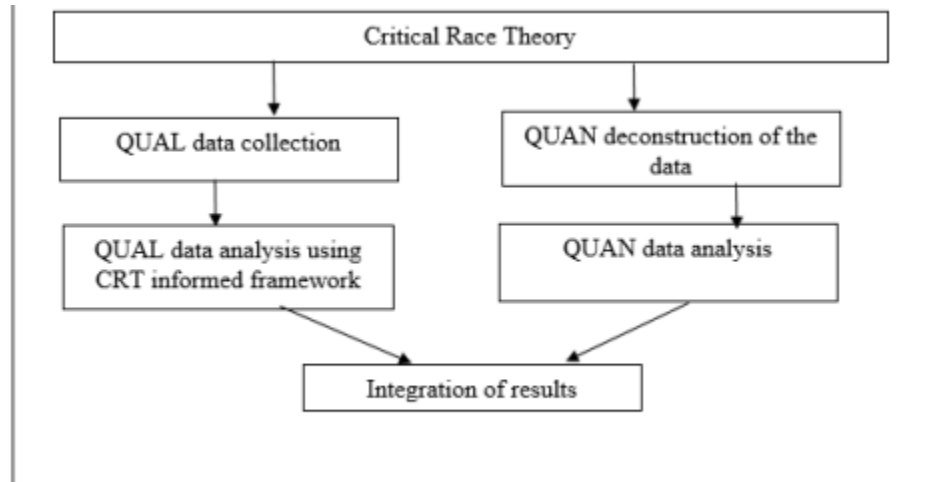 Critical Race Theory
QUAL data collection
QUAN deconstruction of the
data
QUAL data analysis using
CRT informed framework
QUAN data analysis
Integration of results